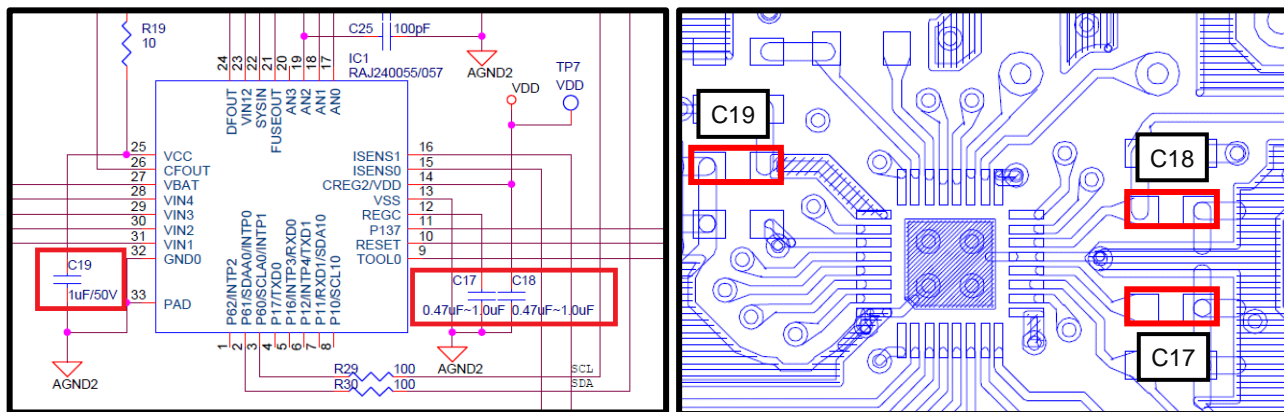 R19
10
C25
100pF
IC1
RAJ240055/057
AGND2
TP7
VDD
VDD
24
23
22
21
20
19
18
17
DFOUT
VIN12
SYSIN
FUSEOUT
AN3
AN2
AN1
AN0
25
26
27
28
29
30
31
32
33
VCC
CFOUT
VBAT
VIN4
VIN3
VIN2
VIN1
GND0
PAD
ISENS1
ISENS0
CREG2/VDD
VSS
REGC
P137
RESET
TOOL0
16
15
14
13
12
11
10
9
P62/INTP2
P61/SDAA0/INTP0
P60/SCLA0/INTP1
P17/TXD0
P16/INTP3/RXD0
P12/INTP4/TXD1
P11/RXD1/SDA10
P10/SCL10
1
2
3
4
5
6
7
8
C19
1uF/50V
C17
0.47uF~1.0uF
C18
0.47uF~1.0uF
AGND2
AGND2
R29
100
SCL
R30
100
SDA
C19
C18
C17